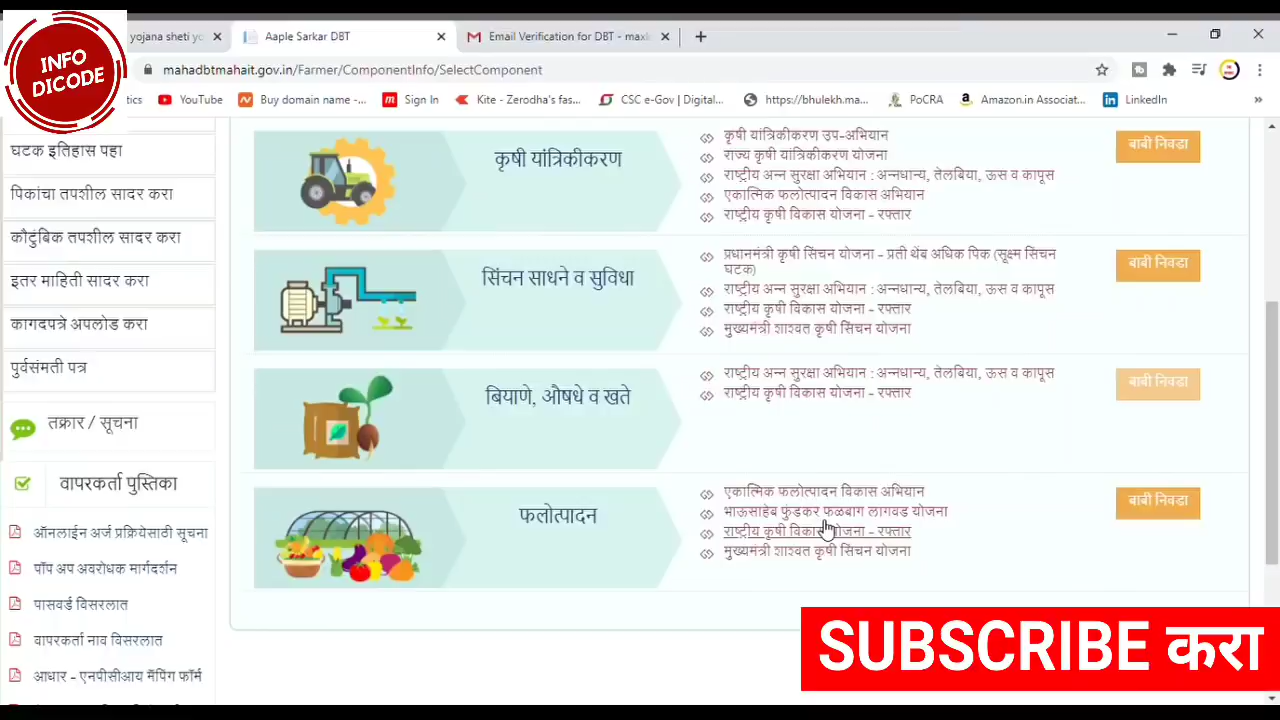 INFO
DICODE
yojana sheti yo
Aaple Sarkar DBT
Email Verification for DBT - maxl
mahadbtmahait.gov.in/Farmer/ComponentInfo/SelectComponent
tics
YouTube
Buy domain name -...
Sign In
Kite - Zerodha's fas...
CSC e-Gov | Digital...
https://bhulekh.ma...
PoCRA
Amazon.in Associat...
LinkedIn
घटक इतिहास पहा
पिकांचा तपशील सादर करा
कौटुंबिक तपशील सादर करा
इतर माहिती सादर करा
कागदपत्रे अपलोड करा
पुर्वसंमती पत्र
तक्रार / सूचना
वापरकर्ता पुस्तिका
ऑनलाईन अर्ज प्रक्रियेसाठी सूचना
पॉप अप अवरोधक मार्गदर्शन
पासवर्ड विसरलात
वापरकर्ता नाव विसरलात
आधार - एनपीसीआय मॅपिंग फॉर्म
कृषी यांत्रिकीकरण
कृषी यांत्रिकीकरण उप-अभियान
राज्य कृषी यांत्रिकीकरण योजना
राष्ट्रीय अन्न सुरक्षा अभियान : अन्नधान्य, तेलबिया, ऊस व कापूस
एकात्मिक फलोत्पादन विकास अभियान
राष्ट्रीय कृषी विकास योजना - रफ्तार
बाबी निवडा
सिंचन साधने व सुविधा
प्रधानमंत्री कृषी सिंचन योजना - प्रती थेंब अधिक पिक (सूक्ष्म सिंचन
घटक)
राष्ट्रीय अन्न सुरक्षा अभियान : अन्नधान्य, तेलबिया, ऊस व कापूस
राष्ट्रीय कृषी विकास योजना - रफ्तार
मुख्यमंत्री शाश्वत कृषी सिंचन योजना
बाबी निवडा
बियाणे, औषधे व खते
राष्ट्रीय अन्न सुरक्षा अभियान : अन्नधान्य, तेलबिया, ऊस व कापूस
राष्ट्रीय कृषी विकास योजना - रफ्तार
बाबी निवडा
फलोत्पादन
एकात्मिक फलोत्पादन विकास अभियान
भाऊसाहेब फुंडकर फळबाग लागवड योजना
राष्ट्रीय कृषी विकास योजना - रफ्तार
मुख्यमंत्री शाश्वत कृषी सिंचन योजना
बाबी निवडा
SUBSCRIBE करा